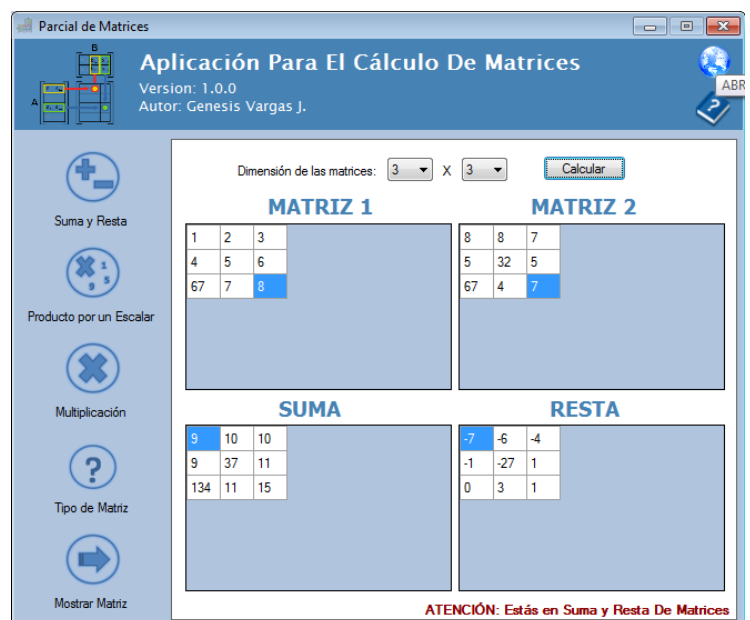 Parcial de Matrices
B
A
Aplicación Para El Cálculo De Matrices
Version: 1.0.0
Autor: Genesis Vargas J.
?
ABR
Suma y Resta
1
9 5
Producto por un Escalar
Multiplicación
?
Tipo de Matriz
Mostrar Matriz
Dimensión de las matrices: 3 X 3 Calcular
MATRIZ 1
1 2 3
4 5 6
67 7 8
MATRIZ 2
8 8 7
5 32 5
67 4 7
SUMA
9 10 10
9 37 11
134 11 15
RESTA
-7 -6 -4
-1 -27 1
0 3 1
ATENCIÓN: Estás en Suma y Resta De Matrices